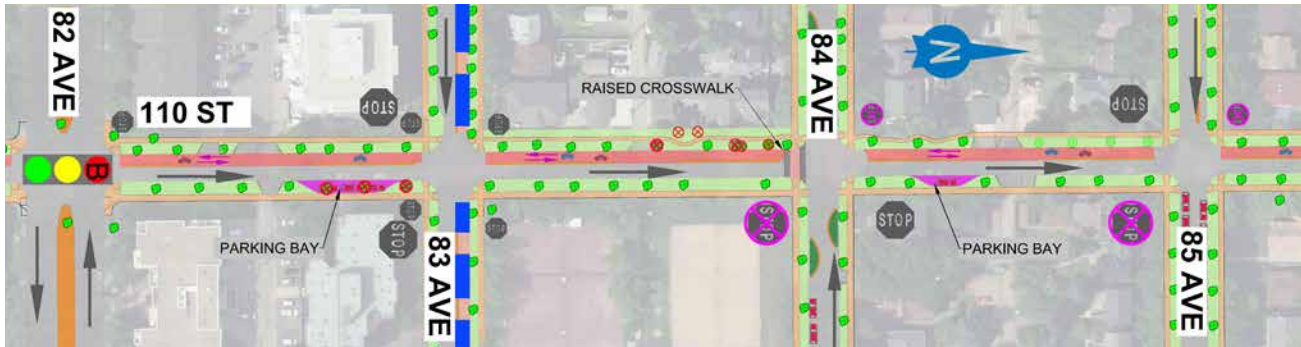 82 AVE
110 ST
B
STOP
STOP
PARKING BAY
83 AVE
RAISED CROSSWALK
84 AVE
STOP
N
STOP
STOP
STOP
PARKING BAY
85 AVE